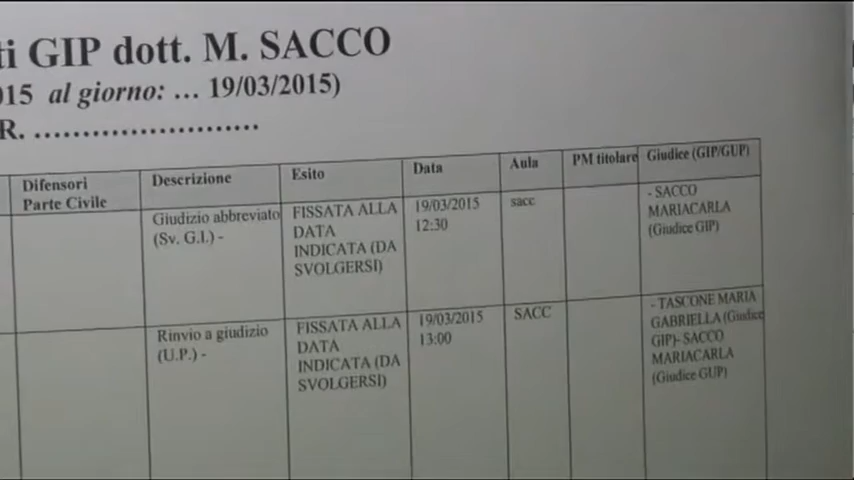 ti GIP dott. M. SACCO
015 al giorno: … 19/03/2015)
R. ……………………
Difensori
Parte Civile
Descrizione
Esito
Data
Aula
PM titolare
Giudice (GIP/GUP)
Giudizio abbreviato
(Sv. G.I.) -
FISSATA ALLA
DATA
INDICATA (DA
SVOLGERSI)
19/03/2015
12:30
sacc
- SACCO
MARIACARLA
(Giudice GIP)
Rinvio a giudizio
(U.P.) -
FISSATA ALLA
DATA
INDICATA (DA
SVOLGERSI)
19/03/2015
13:00
SACC
- TASCONE MARIA
GABRIELLA (Giudice
GIP)- SACCO
MARIACARLA
(Giudice GUP)